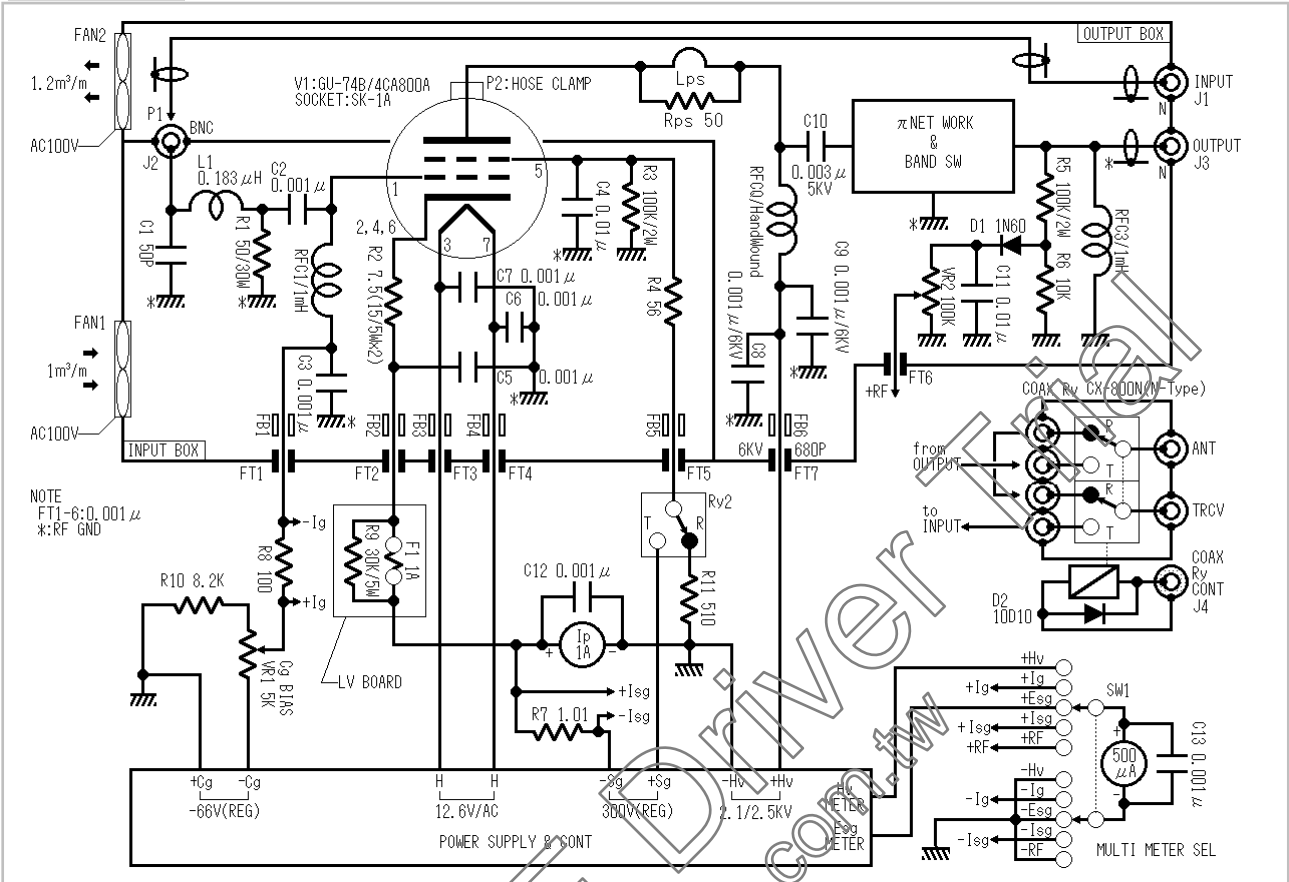 FAN2
1.2m³/m
AC100V
P1
BNC
J2
V1:GU-74B/4CA800A
SOCKET:SK-1A
P2:HOSE CLAMP
Lps
Rps 50
OUTPUT BOX
INPUT
J1
N
OUTPUT
J3
N
*
C10
0.003μ
5KV
πNET WORK
&
BAND SW
*
L1
0.183μH
C2
0.001μ
C1 50P
*
R1 50/30W
*
RFC1/1mH
1
5
2,4,6
3
7
R2 7.5(15/5W×2)
C4 0.01μ
*
R3 100K/2W
R4 56
RFCQ/HandWound
R5 100K/2W
D1 1N60
VR2 100K
C11 0.01μ
R6 10K
RFC3/1mH
C7 0.001μ
C6
0.001μ
C5
0.001μ
*
C8
0.001μ/6KV
*
C9 0.001μ/6KV
*
FT6
+RF
FAN1
1m³/m
AC100V
INPUT BOX
C3 0.001μ
*
FB1
FB2
FB3
FB4
FB5
FB6
6KV
680P
FT1
FT2
FT3
FT4
FT5
FT7
NOTE
FT1-6:0.001μ
*:RF GND
COAX Ry CX-800N(N-Type)
R
T
R
T
from
OUTPUT
to
INPUT
ANT
TRCV
COAX
Ry
CONT
J4
D2
10D10
-Ig
R8 100
+Ig
R10 8.2K
Cg BIAS
VR1 5K
R9 30K/5W
F1 1A
LV BOARD
C12 0.001μ
Ip
1A
+
-
Ry2
T
R
R11 510
+Isg
-Isg
R7 1.01
+Cg
-Cg
-66V(REG)
H
H
12.6V/AC
-Sg
+Sg
300V(REG)
-Hv
+Hv
2.1/2.5KV
Hv
METER
Esg
METER
POWER SUPPLY & CONT
+Hv
+Ig
+Ig
+Esg
+Isg
+Isg
+RF
+RF
-Hv
-Ig
-Ig
-Esg
-Isg
-Isg
-RF
SW1
+
500
μA
-
C13 0.001μ
MULTI METER SEL
Driver Trial
com.tw